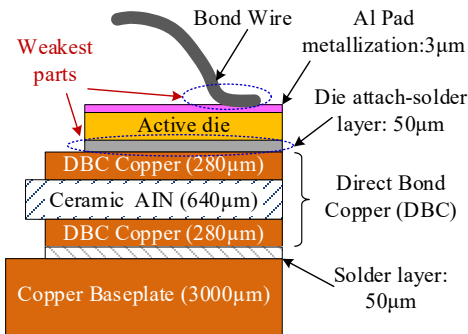 Bond Wire
Al Pad
metallization:3μm
Weakest
parts
Die attach-solder
layer: 50μm
Active die
DBC Copper (280μm)
Ceramic AIN (640μm)
Direct Bond
Copper (DBC)
DBC Copper (280μm)
Solder layer:
50μm
Copper Baseplate (3000μm)